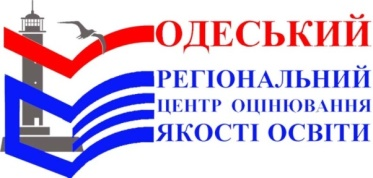 ОДЕСЬКИЙ
РЕГІОНАЛЬНИЙ
ЦЕНТР ОЦІНЮВАННЯ
ЯКОСТІ ОСВІТИ